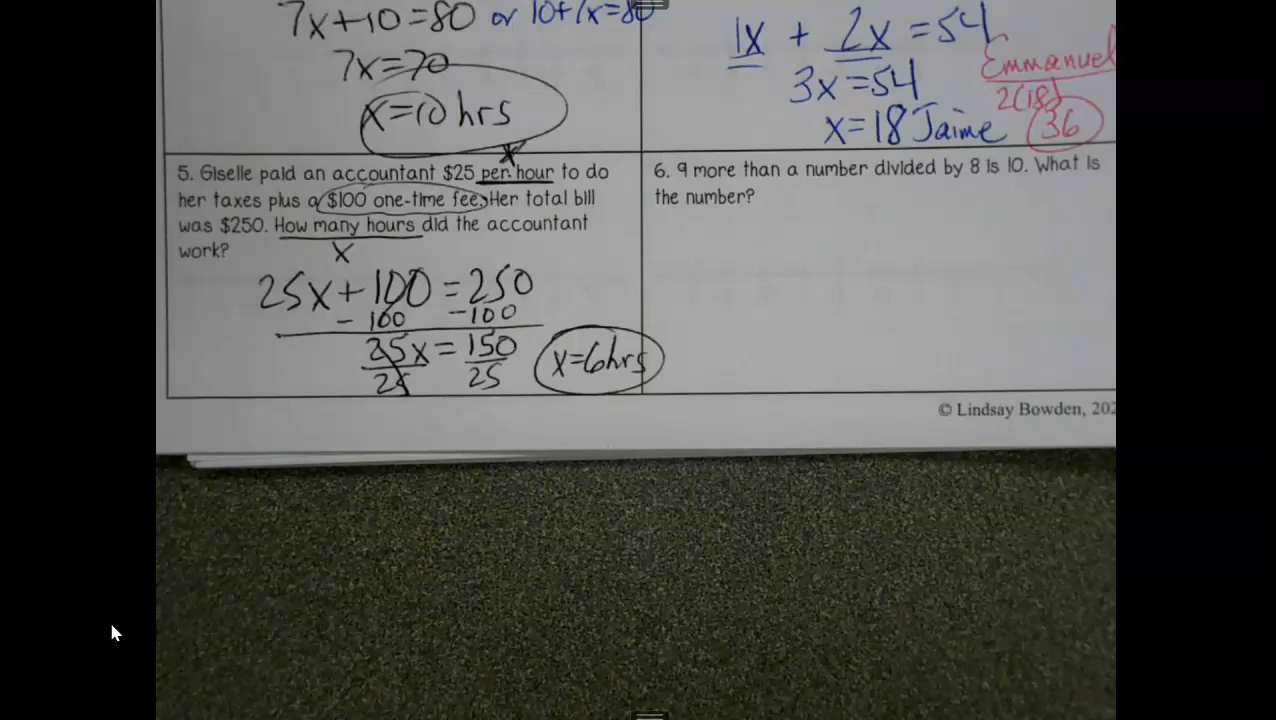 7x+10=80 or 10+7x=80
7x=70
x=10 hrs
1x + 2x = 54
3x=54
x=18 Jaime
Emmanuel
2(18)
36
x
5. Giselle paid an accountant $25 per hour to do
her taxes plus a $100 one-time fee. Her total bill
was $250. How many hours did the accountant
work?
x
25x+100=250
-100 -100
25x = 150
25 25
x=6hrs
6. 9 more than a number divided by 8 is 10. What is
the number?
© Lindsay Bowden, 202